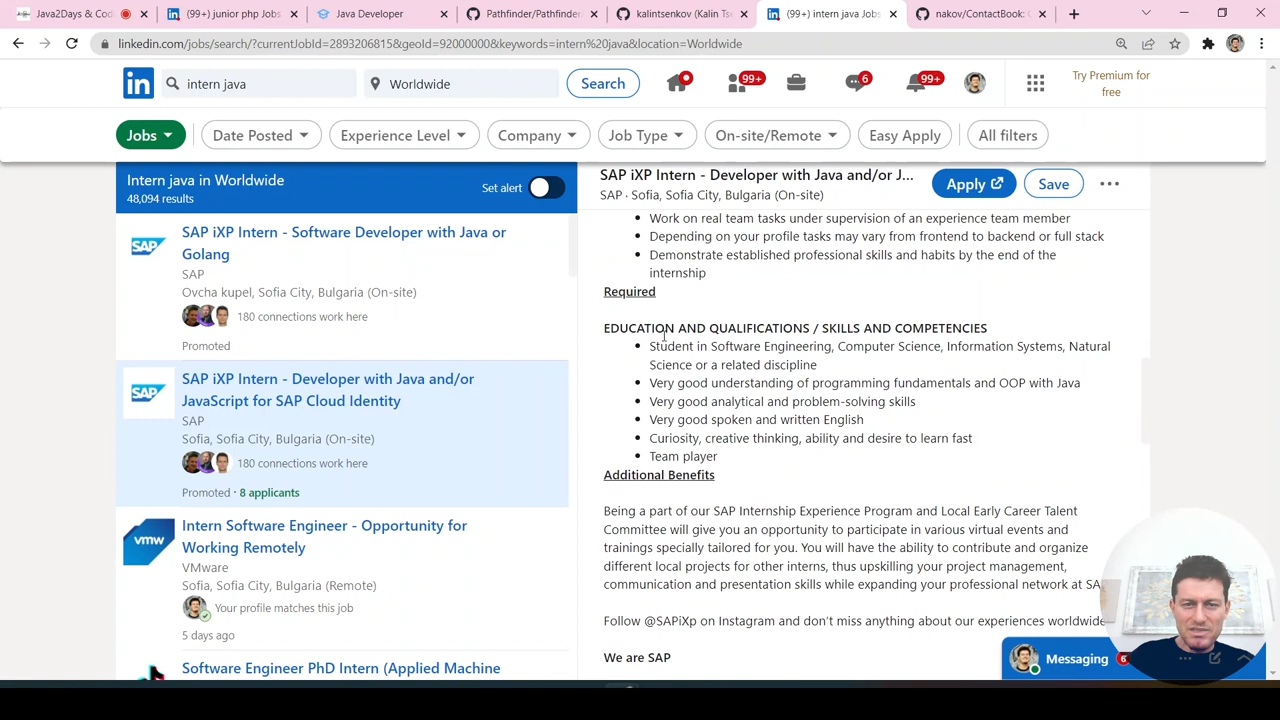 Java2Days & Cod
(99+) junior php Jobs
Java Developer
Pathfinder/Pathfinder
kalintsenkov (Kalin Tse
(99+) intern java Jobs
nakov/ContactBook: C
linkedin.com/jobs/search/?currentJobId=2893206815&geoId=92000000&keywords=intern%20java&location=Worldwide
in
intern java
Worldwide
Search
99+
6
99+
Try Premium for
free
Jobs
Date Posted
Experience Level
Company
Job Type
On-site/Remote
Easy Apply
All filters
Intern java in Worldwide
48,094 results
Set alert
SAP
SAP iXP Intern - Software Developer with Java or
Golang
SAP
Ovcha kupel, Sofia City, Bulgaria (On-site)
180 connections work here
Promoted
SAP
SAP iXP Intern - Developer with Java and/or
JavaScript for SAP Cloud Identity
SAP
Sofia, Sofia City, Bulgaria (On-site)
180 connections work here
Promoted · 8 applicants
vmw
Intern Software Engineer - Opportunity for
Working Remotely
VMware
Sofia, Sofia City, Bulgaria (Remote)
Your profile matches this job
5 days ago
Software Engineer PhD Intern (Applied Machine
SAP iXP Intern - Developer with Java and/or J...
SAP · Sofia, Sofia City, Bulgaria (On-site)
Apply
Save
• Work on real team tasks under supervision of an experience team member
• Depending on your profile tasks may vary from frontend to backend or full stack
• Demonstrate established professional skills and habits by the end of the
internship
Required
EDUCATION AND QUALIFICATIONS / SKILLS AND COMPETENCIES
• Student in Software Engineering, Computer Science, Information Systems, Natural
Science or a related discipline
• Very good understanding of programming fundamentals and OOP with Java
• Very good analytical and problem-solving skills
• Very good spoken and written English
• Curiosity, creative thinking, ability and desire to learn fast
• Team player
Additional Benefits
Being a part of our SAP Internship Experience Program and Local Early Career Talent
Committee will give you an opportunity to participate in various virtual events and
trainings specially tailored for you. You will have the ability to contribute and organize
different local projects for other interns, thus upskilling your project management,
communication and presentation skills while expanding your professional network at SA
Follow @SAPiXp on Instagram and don't miss anything about our experiences worldwide
We are SAP
Messaging
6